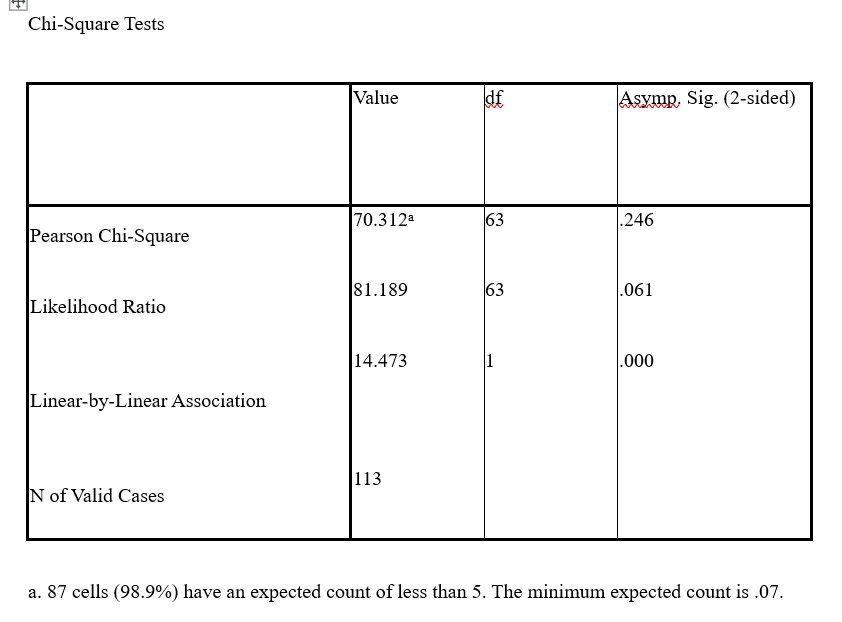 Chi-Square Tests
Value df Asymp. Sig. (2-sided)
Pearson Chi-Square 70.312ᵃ 63 .246
Likelihood Ratio 81.189 63 .061
Linear-by-Linear Association 14.473 1 .000
N of Valid Cases 113
a. 87 cells (98.9%) have an expected count of less than 5. The minimum expected count is .07.